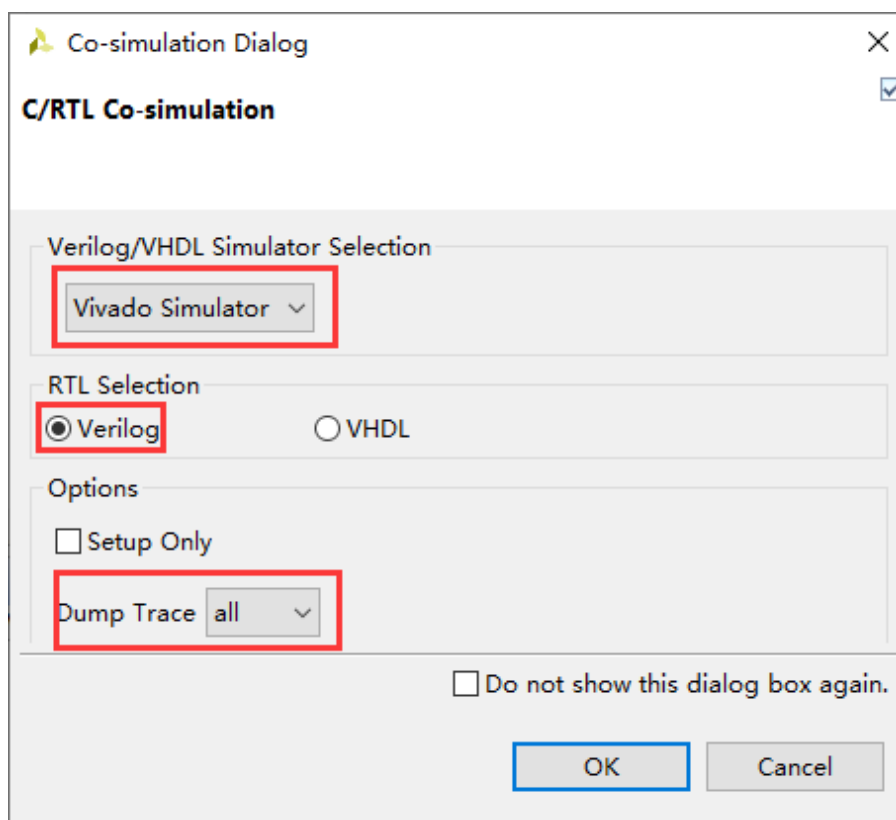 Co-simulation Dialog
C/RTL Co-simulation
Verilog/VHDL Simulator Selection
Vivado Simulator
RTL Selection
Verilog VHDL
Options
Setup Only
Dump Trace all
Do not show this dialog box again.
OK Cancel